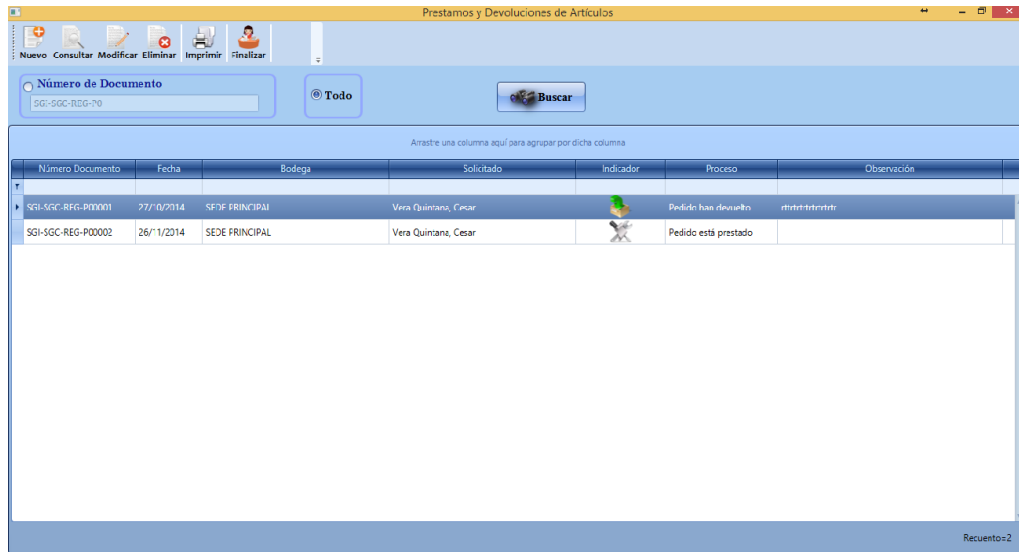 Prestamos y Devoluciones de Artículos
Nuevo Consultar Modificar Eliminar Imprimir Finalizar
Número de Documento
SGI-SGC-REG-P0
Todo
Buscar
Arrastre una columna aquí para agrupar por dicha columna
Número Documento Fecha Bodega Solicitado Indicador Proceso Observación
SGI-SGC-REG-P00001 27/10/2014 SEDE PRINCIPAL Vera Quintana, Cesar Pedido han devuelto
SGI-SGC-REG-P00002 26/11/2014 SEDE PRINCIPAL Vera Quintana, Cesar Pedido está prestado
Recuento=2